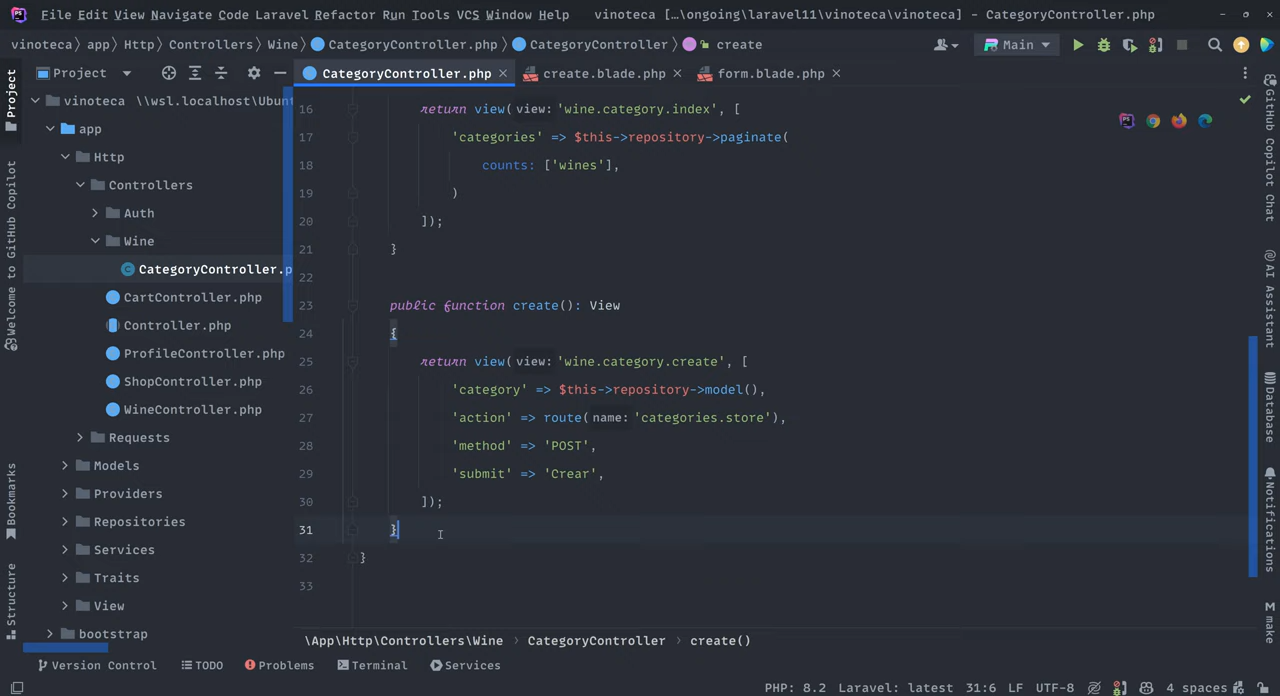 File Edit View Navigate Code Laravel Refactor Run Tools VCS Window Help vinoteca [...\ongoing\laravel11\vinoteca\vinoteca] - CategoryController.php
vinoteca app Http Controllers Wine CategoryController.php CategoryController create Main
Project
CategoryController.php
create.blade.php
form.blade.php
Project
Welcome to GitHub Copilot
Bookmarks
Structure
vinoteca \\wsl.localhost\Ubunt
app
Http
Controllers
Auth
Wine
CategoryController.p
CartController.php
Controller.php
ProfileController.php
ShopController.php
WineController.php
Requests
Models
Providers
Repositories
Services
Traits
View
bootstrap
16 return view( view: 'wine.category.index', [
17 'categories' => $this->repository->paginate(
18 counts: ['wines'],
19 )
20 ]);
21 }
22
23 public function create(): View
24 {
25 return view( view: 'wine.category.create', [
26 'category' => $this->repository->model(),
27 'action' => route( name: 'categories.store'),
28 'method' => 'POST',
29 'submit' => 'Crear',
30 ]);
31 }
32 }
33
GitHub Copilot Chat
AI Assistant
Database
Notifications
make
\App\Http\Controllers\Wine › CategoryController › create()
Version Control TODO Problems Terminal Services
PHP: 8.2 Laravel: latest 31:6 LF UTF-8 4 spaces